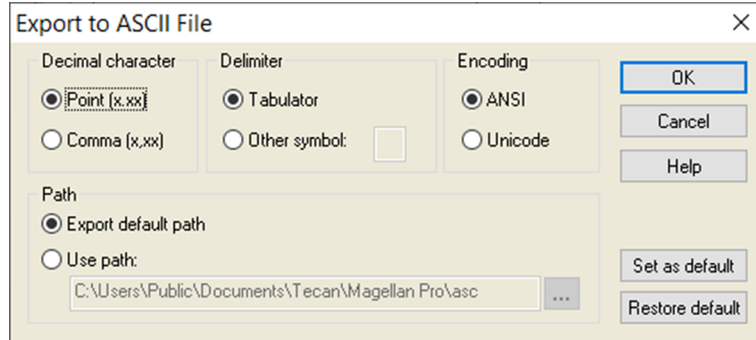 Export to ASCII File
Decimal character
Point (x.xx)
Comma (x,xx)
Delimiter
Tabulator
Other symbol:
Encoding
ANSI
Unicode
OK
Cancel
Help
Path
Export default path
Use path:
C:\Users\Public\Documents\Tecan\Magellan Pro\asc
...
Set as default
Restore default